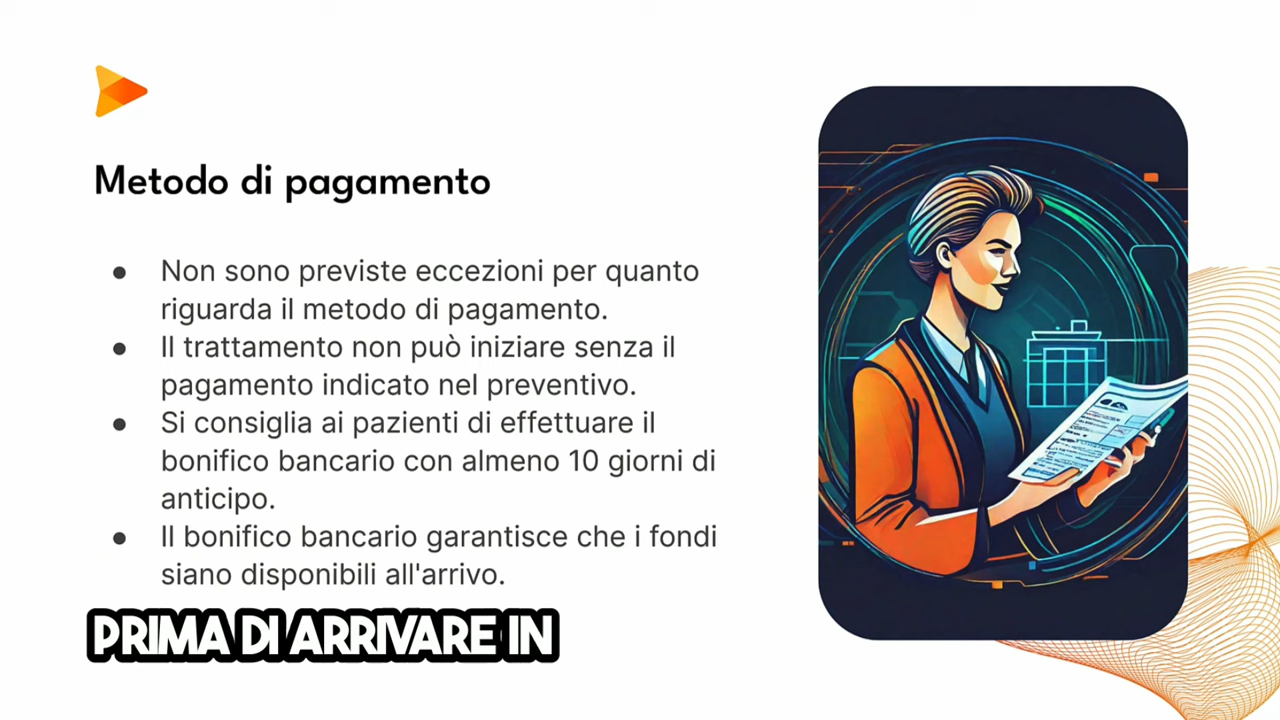 Metodo di pagamento
● Non sono previste eccezioni per quanto
riguarda il metodo di pagamento.
● Il trattamento non può iniziare senza il
pagamento indicato nel preventivo.
● Si consiglia ai pazienti di effettuare il
bonifico bancario con almeno 10 giorni di
anticipo.
● Il bonifico bancario garantisce che i fondi
siano disponibili all'arrivo.
PRIMA DI ARRIVARE IN